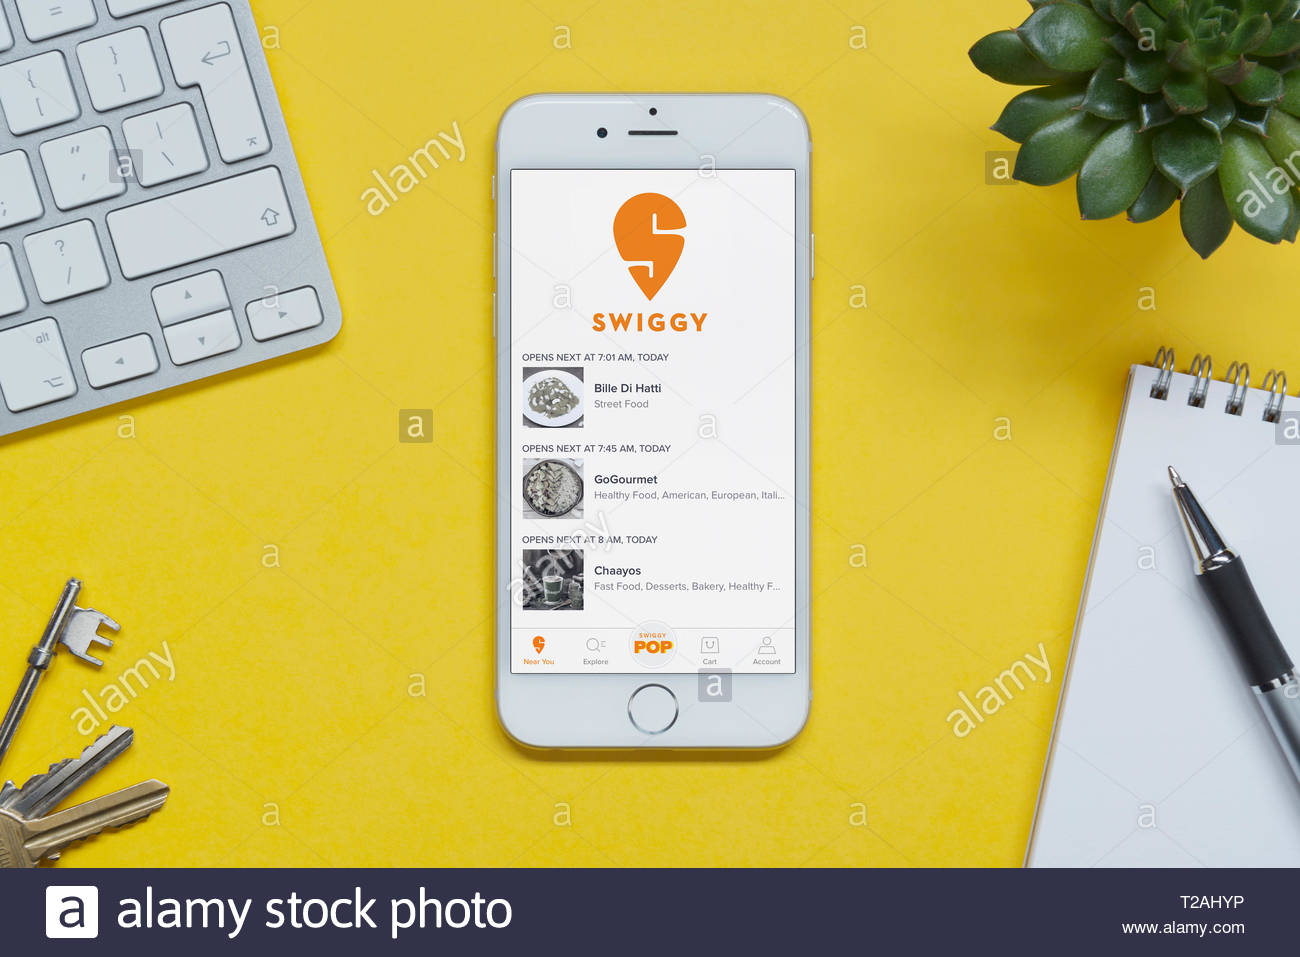 SWIGGY
OPENS NEXT AT 7:01 AM, TODAY
Bille Di Hatti
Street Food
OPENS NEXT AT 7:45 AM, TODAY
GoGourmet
Healthy Food, American, European, Itali...
OPENS NEXT AT 8 AM, TODAY
Chaayos
Fast Food, Desserts, Bakery, Healthy F...
SWIGGY
POP
Near You
Explore
Cart
Account
alt
alamy
alamy
alamy
alamy
alamy
a alamy stock photo
T2AHYP
www.alamy.com